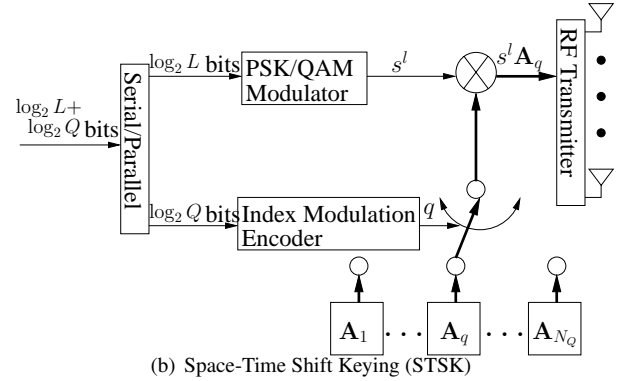 log₂ L+
log₂ Q bits
Serial/Parallel
log₂ L bits
PSK/QAM
Modulator
s^l
s^l A_q
RF Transmitter
log₂ Q bits
Index Modulation
Encoder
q
A₁ . . . A_q . . . A_{N_Q}
(b) Space-Time Shift Keying (STSK)